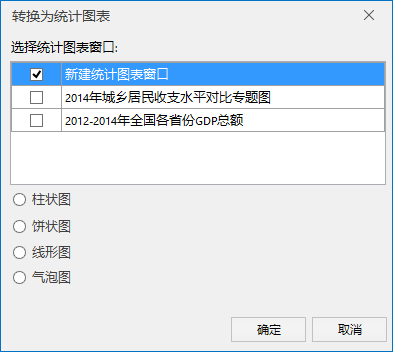 转换为统计图表
选择统计图表窗口:
新建统计图表窗口
2014年城乡居民收支水平对比专题图
2012-2014年全国各省份GDP总额
柱状图
饼状图
线形图
气泡图
确定
取消